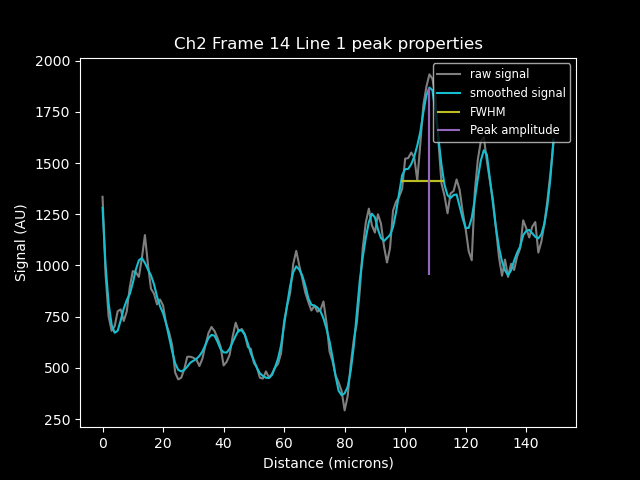 Ch2 Frame 14 Line 1 peak properties
raw signal
smoothed signal
FWHM
Peak amplitude
2000
1750
1500
1250
1000
750
500
250
Signal (AU)
0
20
40
60
80
100
120
140
Distance (microns)